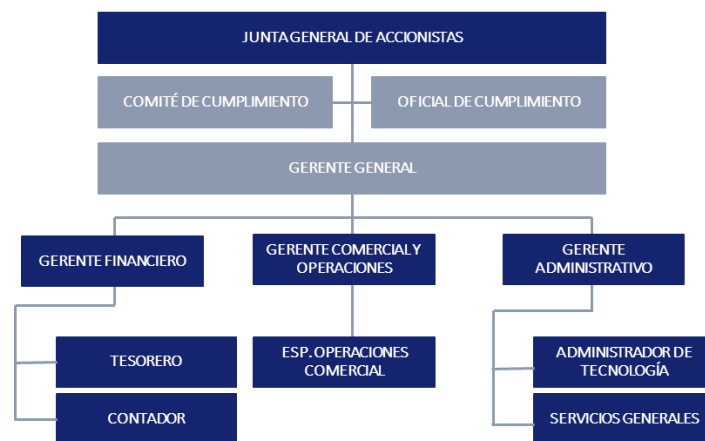 JUNTA GENERAL DE ACCIONISTAS
COMITÉ DE CUMPLIMIENTO
OFICIAL DE CUMPLIMIENTO
GERENTE GENERAL
GERENTE FINANCIERO
GERENTE COMERCIAL Y
OPERACIONES
GERENTE
ADMINISTRATIVO
TESORERO
ESP. OPERACIONES
COMERCIAL
ADMINISTRADOR DE
TECNOLOGÍA
CONTADOR
SERVICIOS GENERALES